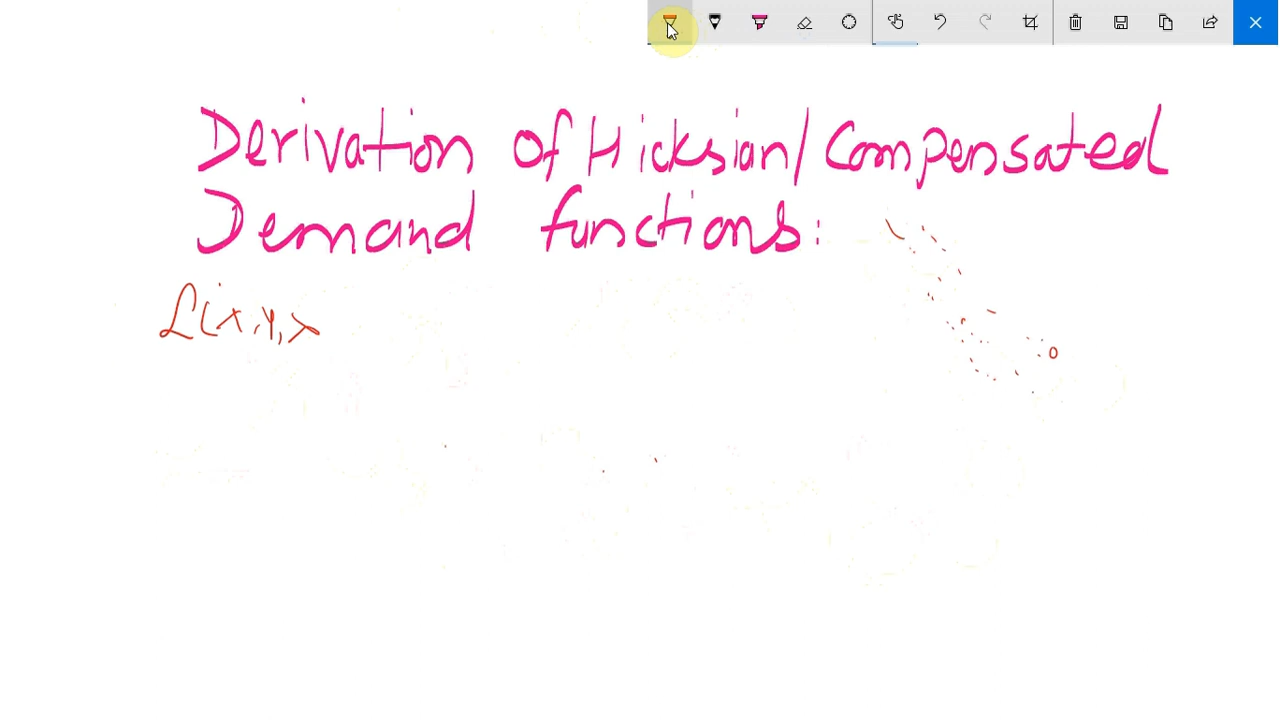 Derivation of Hicksian/Compensated
Demand functions:
L(X,Y,λ